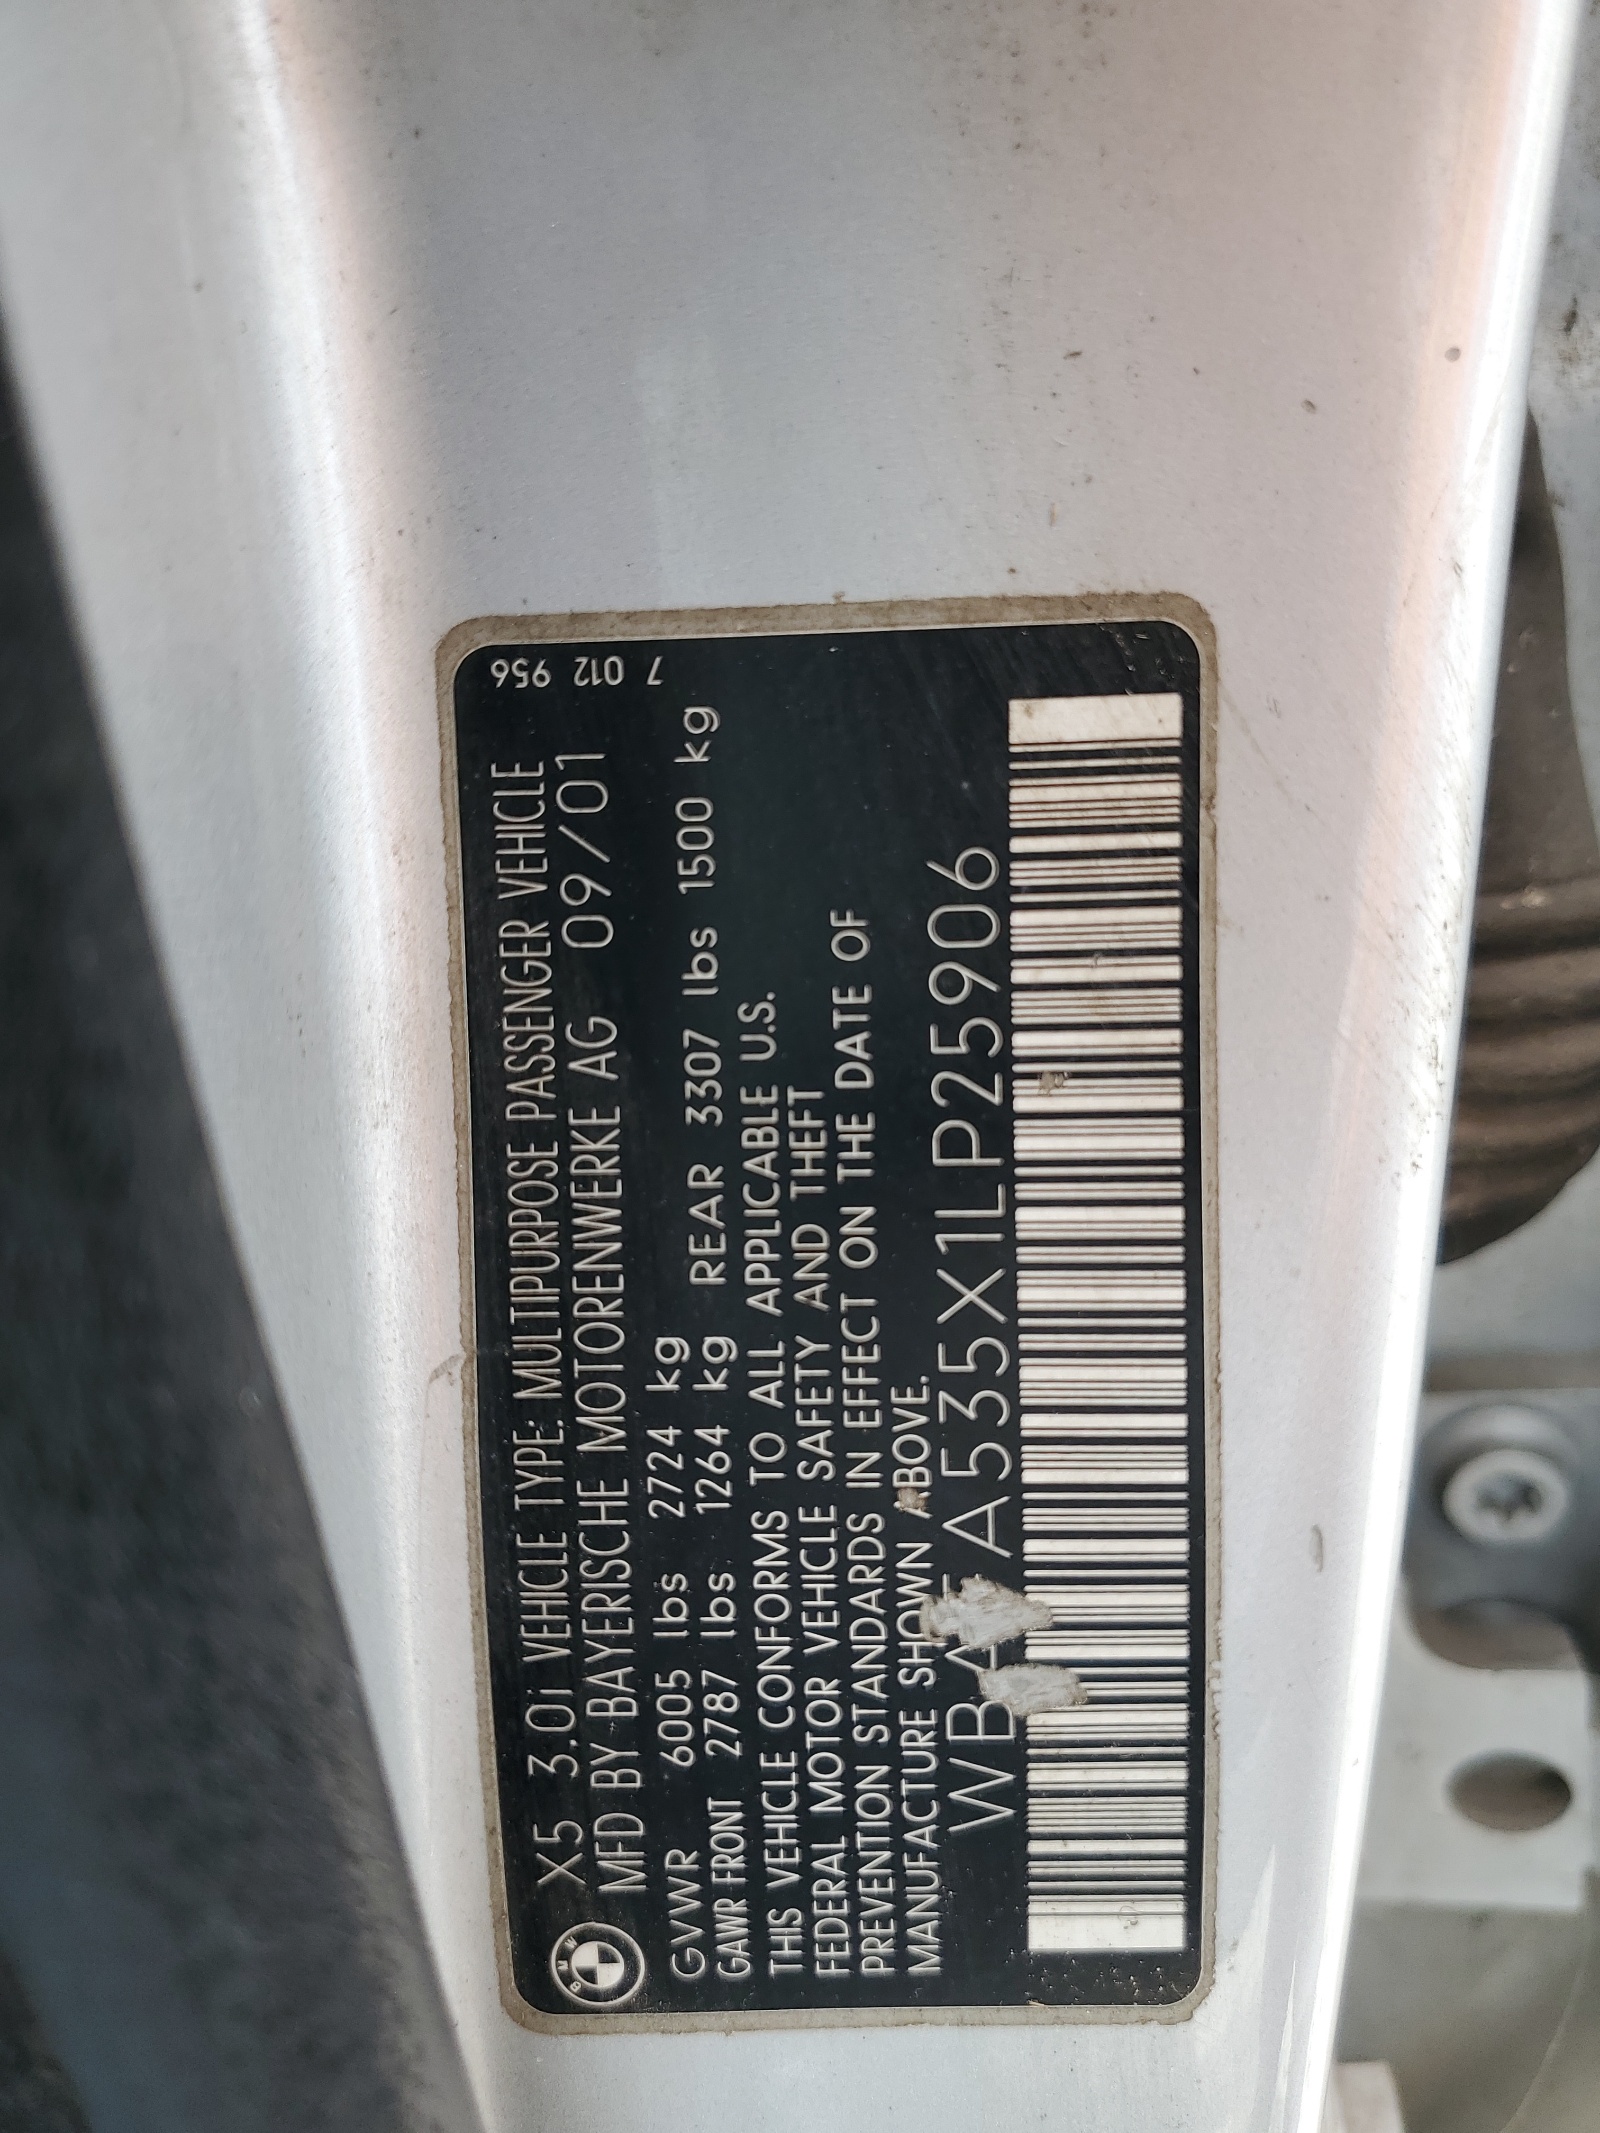 7 012 956
X5 3.0i VEHICLE TYPE: MULTIPURPOSE PASSENGER VEHICLE
MFD BY BAYERISCHE MOTORENWERKE AG 09/01
GVWR 6005 lbs 2724 kg
GAWR FRONT 2787 lbs 1264 kg REAR 3307 lbs 1500 kg
THIS VEHICLE CONFORMS TO ALL APPLICABLE U.S.
FEDERAL MOTOR VEHICLE SAFETY AND THEFT
PREVENTION STANDARDS IN EFFECT ON THE DATE OF
MANUFACTURE SHOWN ABOVE.
WBA A535X1LP25906
BMW